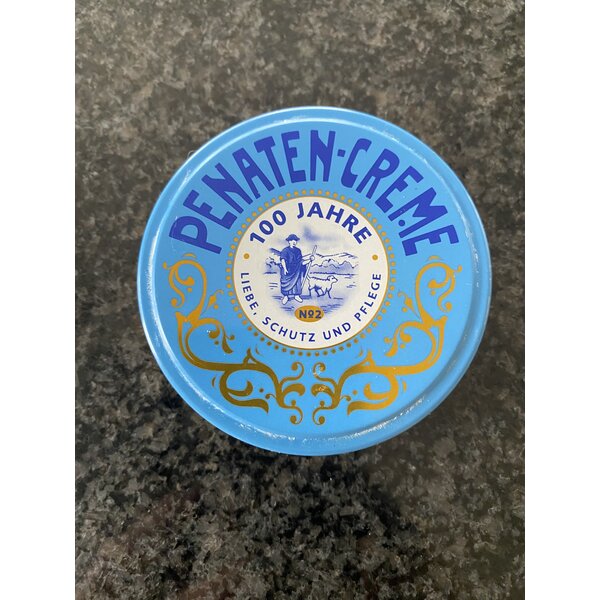 PENATEN-CREME
100 JAHRE
LIEBE, SCHUTZ UND PFLEGE
Nº2